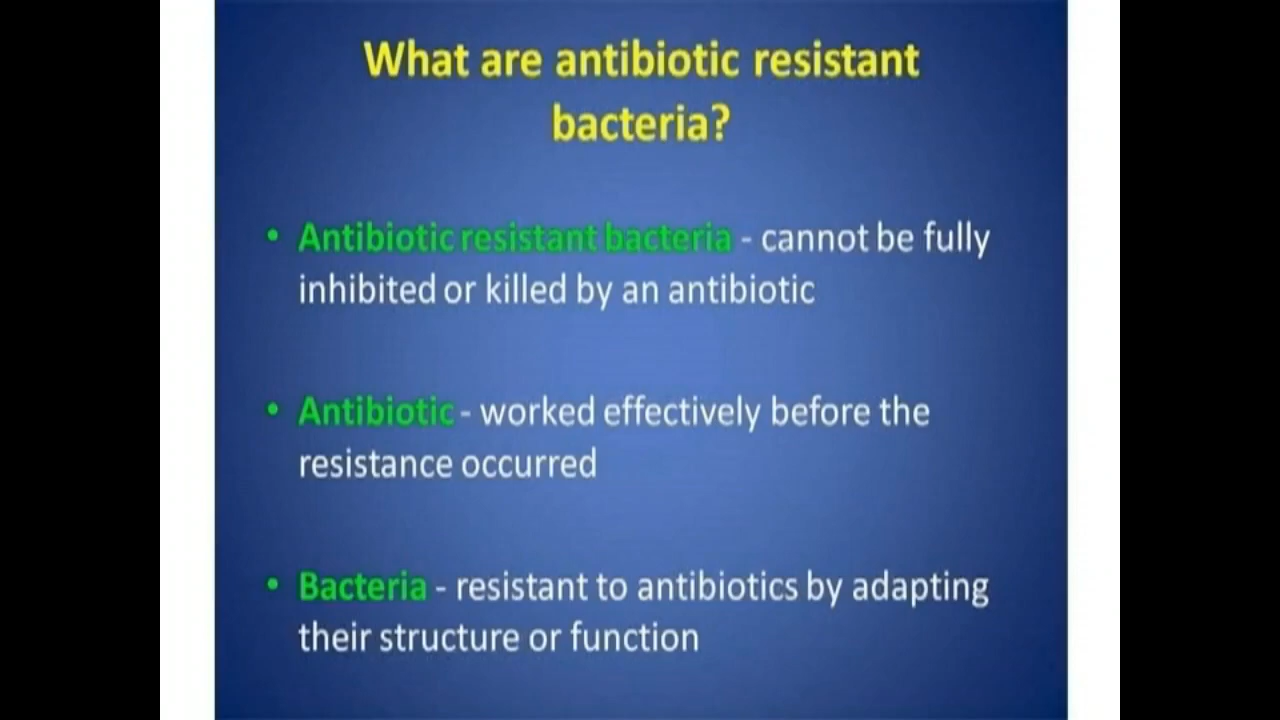 What are antibiotic resistant
bacteria?
• Antibiotic resistant bacteria - cannot be fully
inhibited or killed by an antibiotic
• Antibiotic - worked effectively before the
resistance occurred
• Bacteria - resistant to antibiotics by adapting
their structure or function